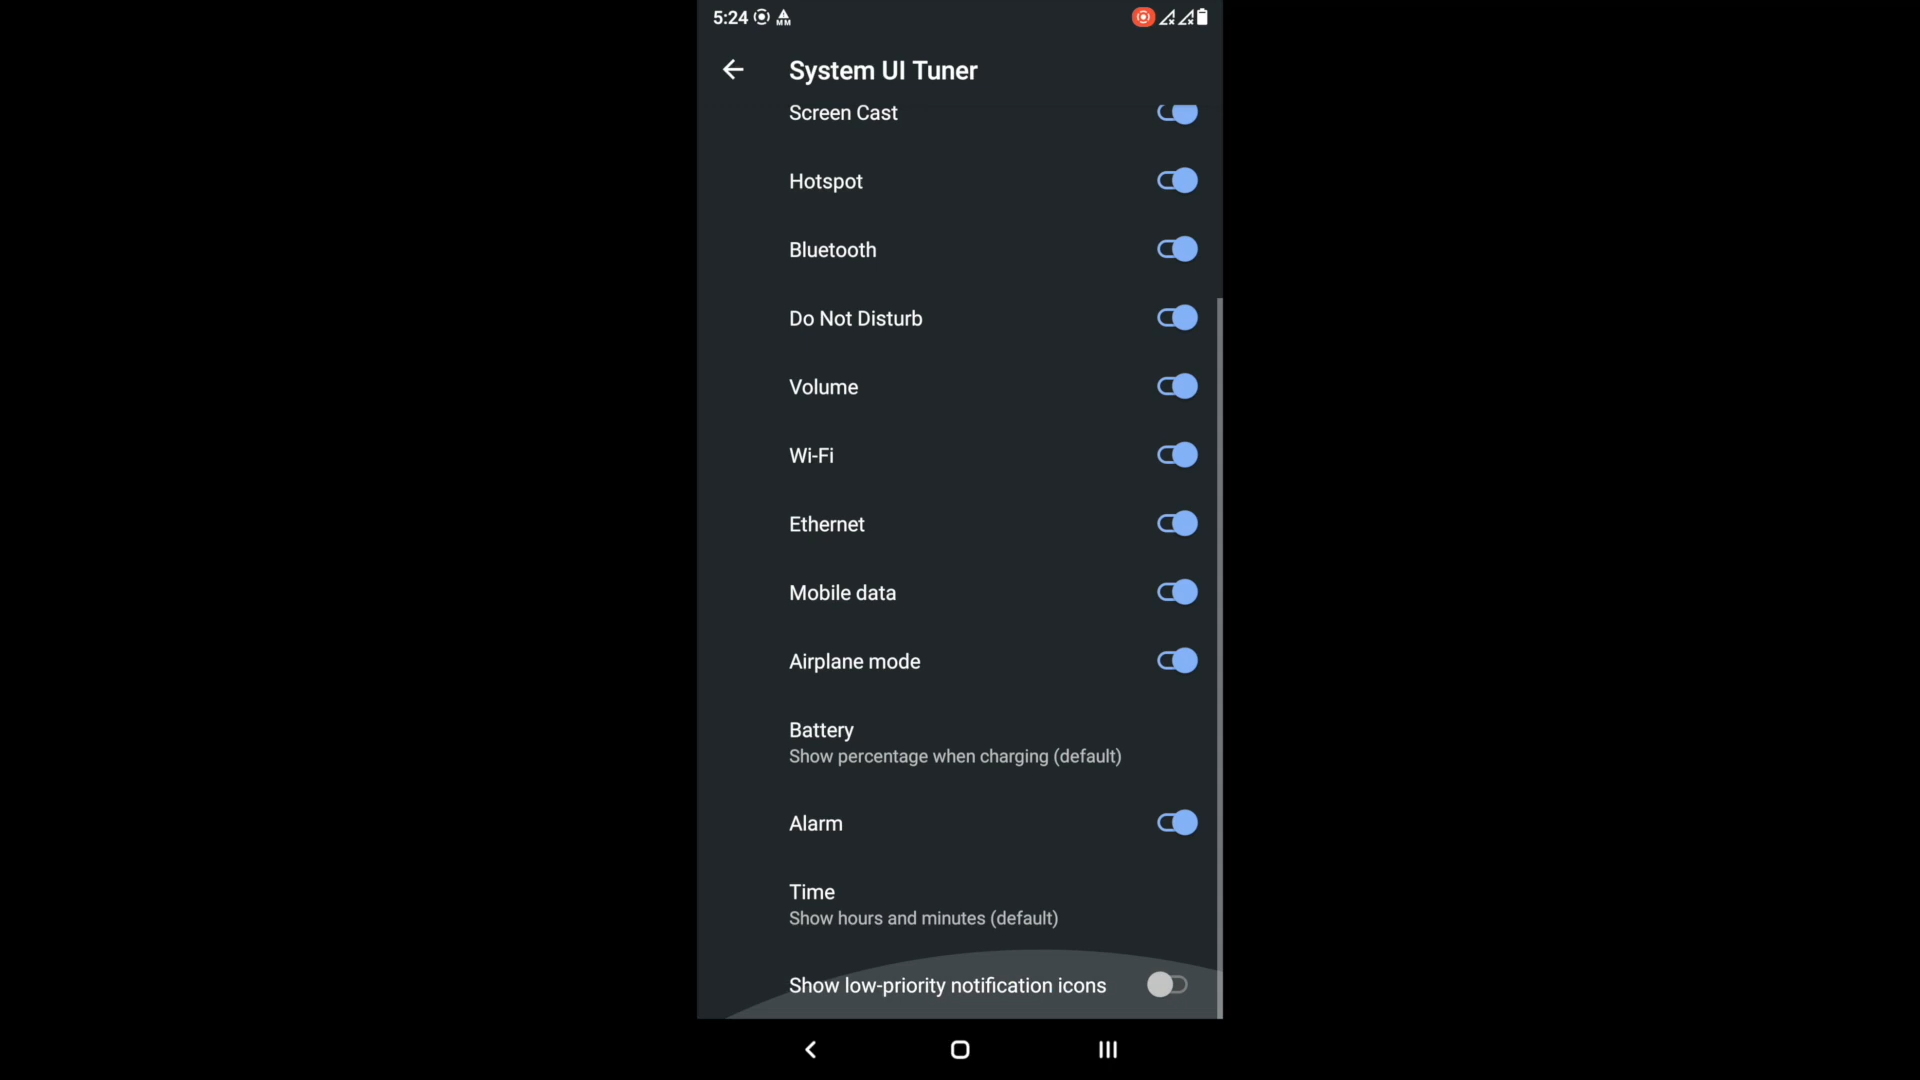 5:24
MM
System UI Tuner
Screen Cast
Hotspot
Bluetooth
Do Not Disturb
Volume
Wi-Fi
Ethernet
Mobile data
Airplane mode
Battery
Show percentage when charging (default)
Alarm
Time
Show hours and minutes (default)
Show low-priority notification icons